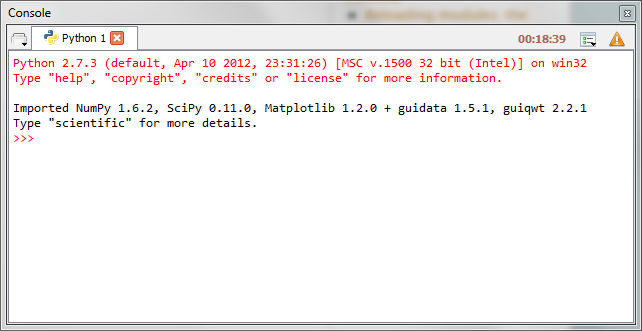 Console
Python 1
00:18:39
Python 2.7.3 (default, Apr 10 2012, 23:31:26) [MSC v.1500 32 bit (Intel)] on win32
Type "help", "copyright", "credits" or "license" for more information.
Imported NumPy 1.6.2, SciPy 0.11.0, Matplotlib 1.2.0 + guidata 1.5.1, guiqwt 2.2.1
Type "scientific" for more details.
>>>